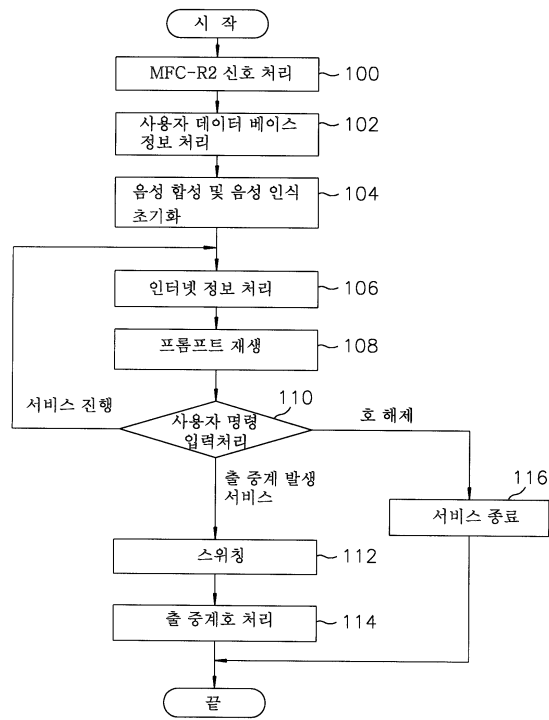 시 작
MFC-R2 신호 처리
100
사용자 데이터 베이스
정보 처리
102
음성 합성 및 음성 인식
초기화
104
인터넷 정보 처리
106
프롬프트 재생
108
서비스 진행
사용자 명령
입력처리
110
호 해제
출 중계 발생
서비스
서비스 종료
116
스위칭
112
출 중계호 처리
114
끝